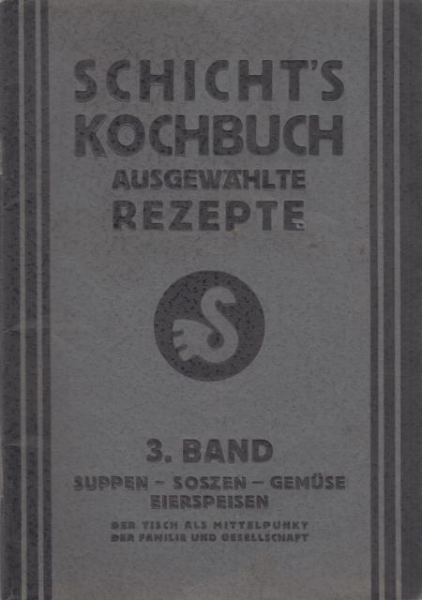 SCHICHT'S
KOCHBUCH
AUSGEWÄHLTE
REZEPTE
3. BAND
SUPPEN – SOSZEN – GEMÜSE
EIERSPEISEN
DER TISCH ALS MITTELPUNKT
DER FAMILIE UND GESELLSCHAFT